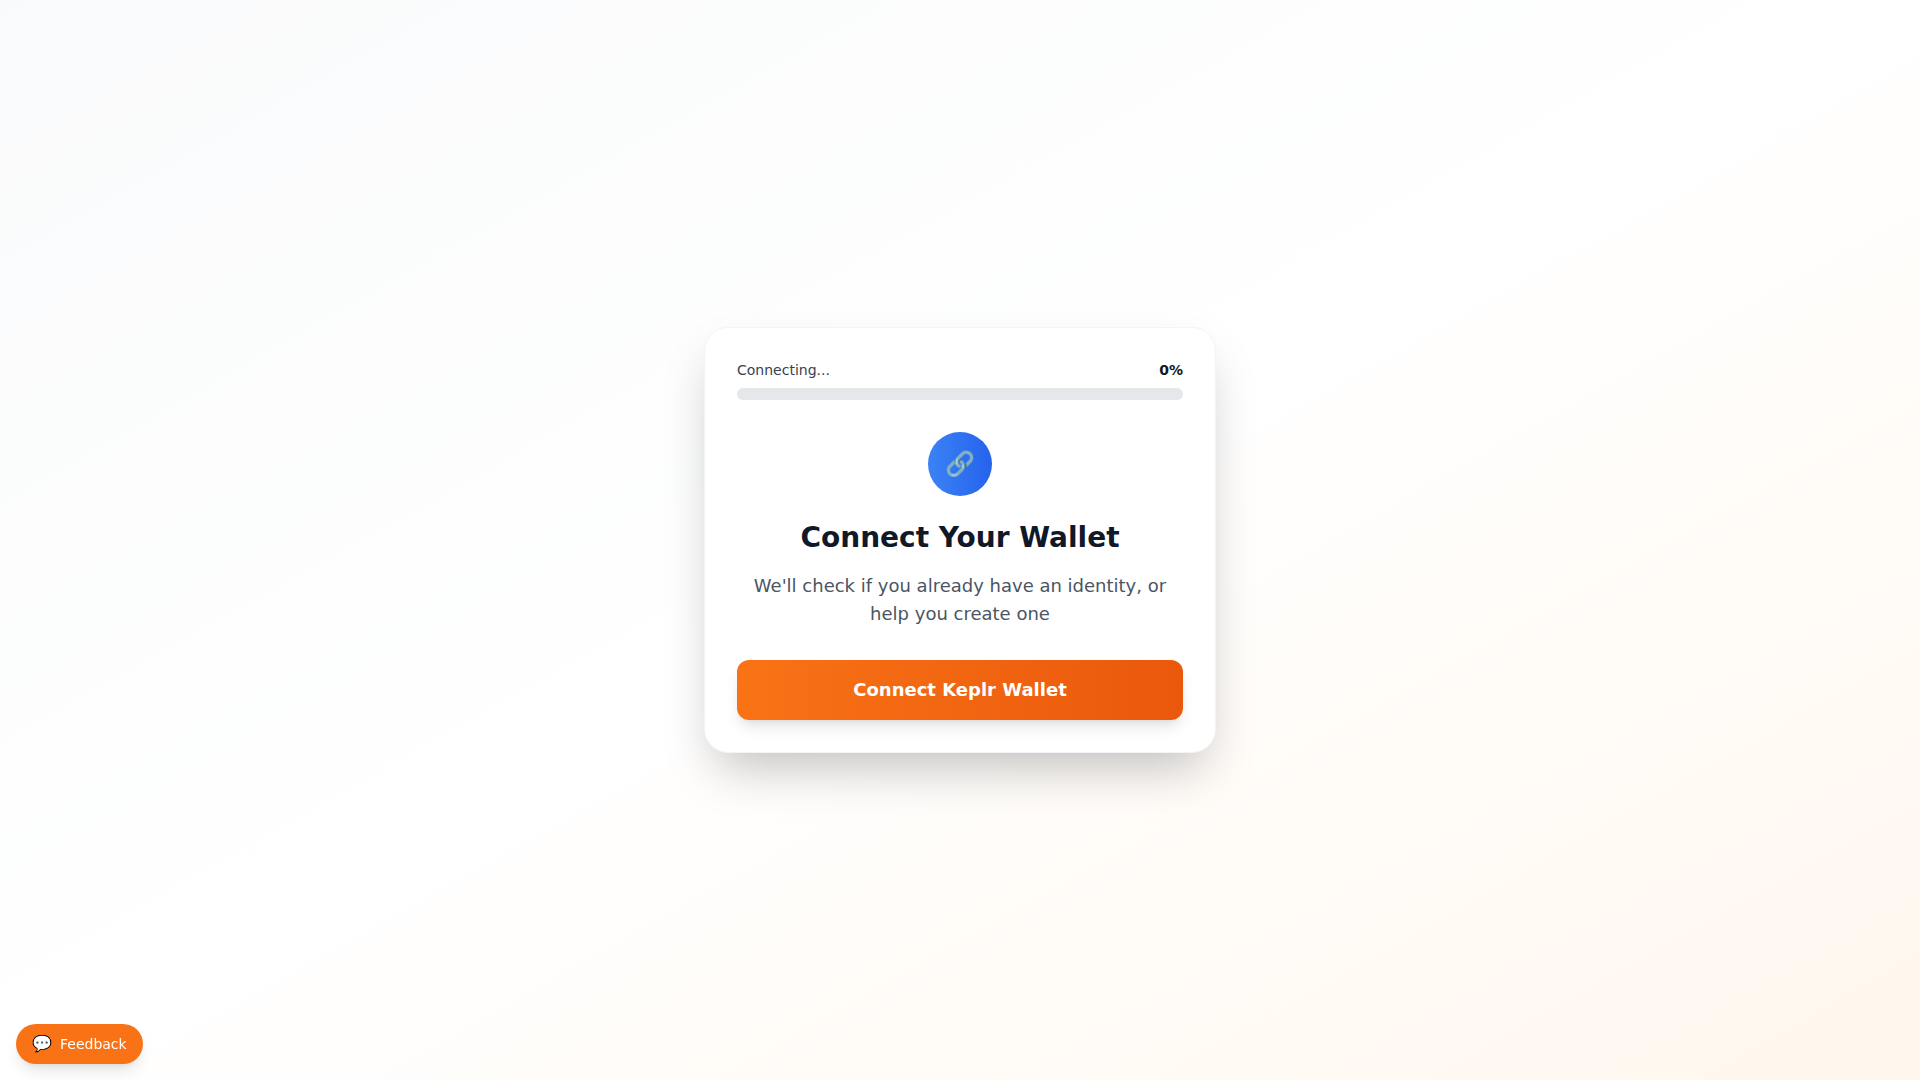 Connecting...
0%
Connect Your Wallet
We'll check if you already have an identity, or
help you create one
Connect Keplr Wallet
Feedback